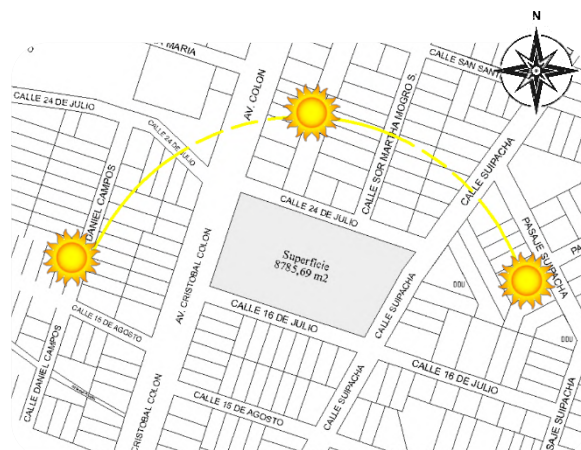 N
MARIA
CALLE SAN SANT
CALLE 24 DE JULIO
AV. COLON
CALLE SOR MARTHA MOGRO S.
CALLE 24 DE JULIO
CALLE SUIPACHA
DANIEL CAMPOS
CALLE 24 DE JULIO
PASAJE SUIPACHA
PA
Superficie
8785,69 m2
AV. CRISTOBAL COLON
DDU
CALLE SUIPACHA
CALLE 15 DE AGOSTO
CALLE 16 DE JULIO
DDU
CALLE 16 DE JULIO
CALLE DANIEL CAMPOS
CRISTOBAL COLON
CALLE 15 DE AGOSTO
CALLE SUIPACHA
SAJE SUIPACHA